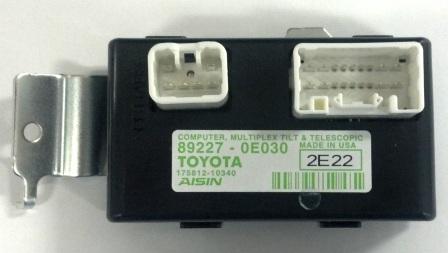 COMPUTER, MULTIPLEX TILT & TELESCOPIC
89227 - 0E030 MADE IN USA
TOYOTA 2E22
175812-10340
AISIN